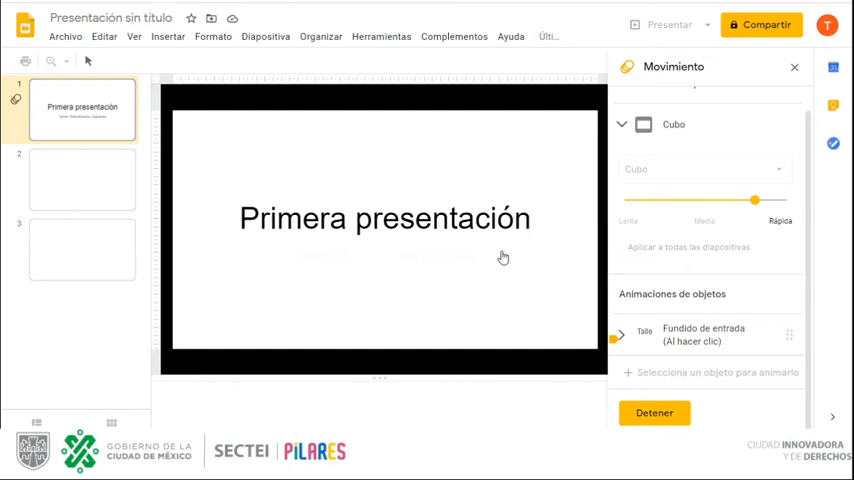 Presentación sin título
Presentar
Compartir
T
Archivo Editar Ver Insertar Formato Diapositiva Organizar Herramientas Complementos Ayuda Últi...
Movimiento
31
1
Primera presentación
2
3
Primera presentación
Cubo
Cubo
Lenta Media Rápida
Aplicar a todas las diapositivas
Animaciones de objetos
Talle
Fundido de entrada
(Al hacer clic)
+ Selecciona un objeto para animarlo
Detener
GOBIERNO DE LA
CIUDAD DE MÉXICO
SECTEI
PiLARES
CIUDAD INNOVADORA
Y DE DERECHOS